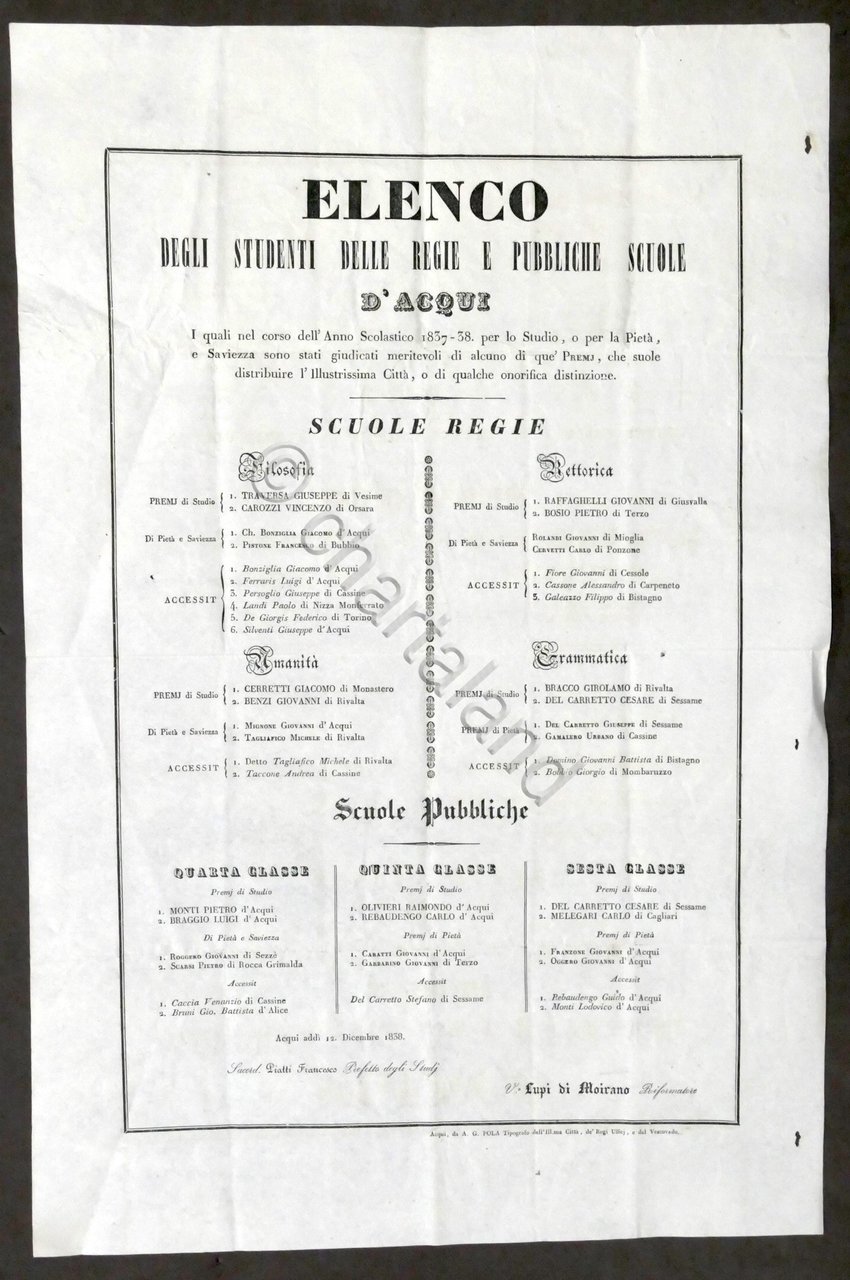 ELENCO
DEGLI STUDENTI DELLE REGIE E PUBBLICHE SCUOLE
D'ACQUI
I quali nel corso dell'Anno Scolastico 1837-38. per lo Studio, o per la Pietà,
e Saviezza sono stati giudicati meritevoli di alcuno di que' PREMJ, che suole
distribuire l'Illustrissima Città, o di qualche onorifica distinzione.
SCUOLE REGIE
Filosofia
PREMJ di Studio
1. TRAVERSA GIUSEPPE di Vesime
2. CAROZZI VINCENZO di Orsara
Di Pietà e Saviezza
1. Ch. BONZIGLIA GIACOMO d'Acqui
2. PISTONE FRANCESCO di Bubbio
ACCESSIT
1. Bonziglia Giacomo d'Acqui
2. Ferraris Luigi d'Acqui
3. Persoglio Giuseppe di Cassine
4. Landi Paolo di Nizza Monferrato
5. De Giorgis Federico di Torino
6. Silventi Giuseppe d'Acqui
Rettorica
PREMJ di Studio
1. RAFFAGHELLI GIOVANNI di Giusvalla
2. BOSIO PIETRO di Terzo
Di Pietà e Saviezza
ROLANDI GIOVANNI di Mioglia
CERVETTI CARLO di Ponzone
ACCESSIT
1. Fiore Giovanni di Cessole
2. Cassone Alessandro di Carpeneto
3. Galeazzo Filippo di Bistagno
Umanità
PREMJ di Studio
1. CERRETTI GIACOMO di Monastero
2. BENZI GIOVANNI di Rivalta
Di Pietà e Saviezza
1. MIGNONE GIOVANNI d'Acqui
2. TAGLIAFICO MICHELE di Rivalta
ACCESSIT
1. Detto Tagliafico Michele di Rivalta
2. Taccone Andrea di Cassine
Grammatica
PREMJ di Studio
1. BRACCO GIROLAMO di Rivalta
2. DEL CARRETTO CESARE di Sessame
PREMJ di Pietà
1. DEL CARRETTO GIUSEPPE di Sessame
2. GAMALERO URBANO di Cassine
ACCESSIT
1. Domino Giovanni Battista di Bistagno
2. Giorgio di Mombaruzzo
Scuole Pubbliche
QUARTA CLASSE
Premj di Studio
1. MONTI PIETRO d'Acqui
2. BRAGGIO LUIGI d'Acqui
Di Pietà e Saviezza
1. ROGGERO GIOVANNI di Sezzè
2. SCARSI PIETRO di Rocca Grimalda
Accessit
1. Caccia Venanzio di Cassine
2. Bruni Gio. Battista d'Alice
QUINTA CLASSE
Premj di Studio
1. OLIVIERI RAIMONDO d'Acqui
2. REBAUDENGO CARLO d'Acqui
Premj di Pietà
1. CARATTI GIOVANNI d'Acqui
2. GARBARINO GIOVANNI di Terzo
Accessit
Del Carretto Stefano di Sessame
SESTA CLASSE
Premj di Studio
1. DEL CARRETTO CESARE di Sessame
2. MELEGARI CARLO di Cagliari
Premj di Pietà
1. FRANZONE GIOVANNI d'Acqui
2. OGGERO GIOVANNI d'Acqui
Accessit
1. Rebaudengo Guido d'Acqui
2. Monti Lodovico d'Acqui
Acqui addì 12. Dicembre 1838.
Sacerd. Piatti Francesco Prefetto degli Studj
V.° Lupi di Moirano Riformatore
Acqui, da A. G. POLA Tipografo dell'Ill.ma Città, de' Regi Uffizj, e del Vescovado.
© chartaland